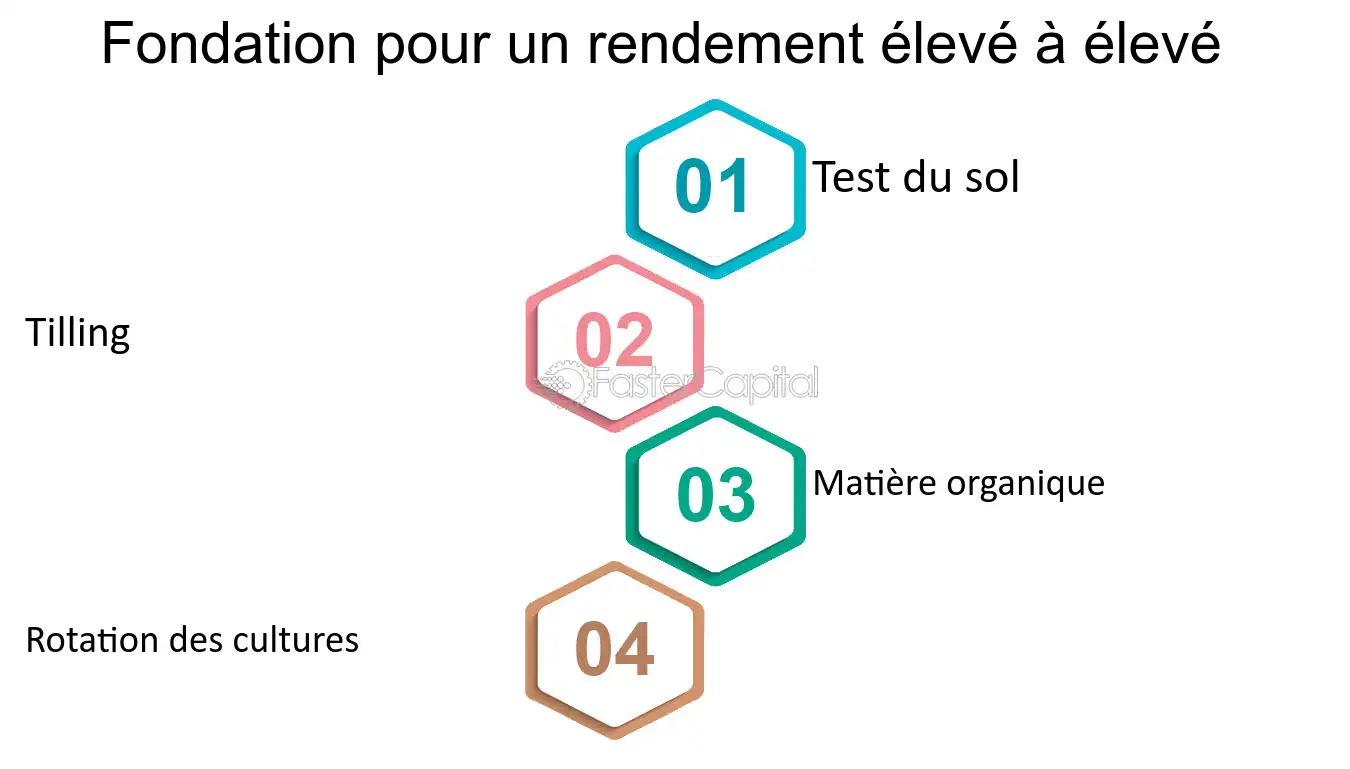 Fondation pour un rendement élevé à élevé
01
Test du sol
02
Tilling
FasterCapital
03
Matière organique
04
Rotation des cultures